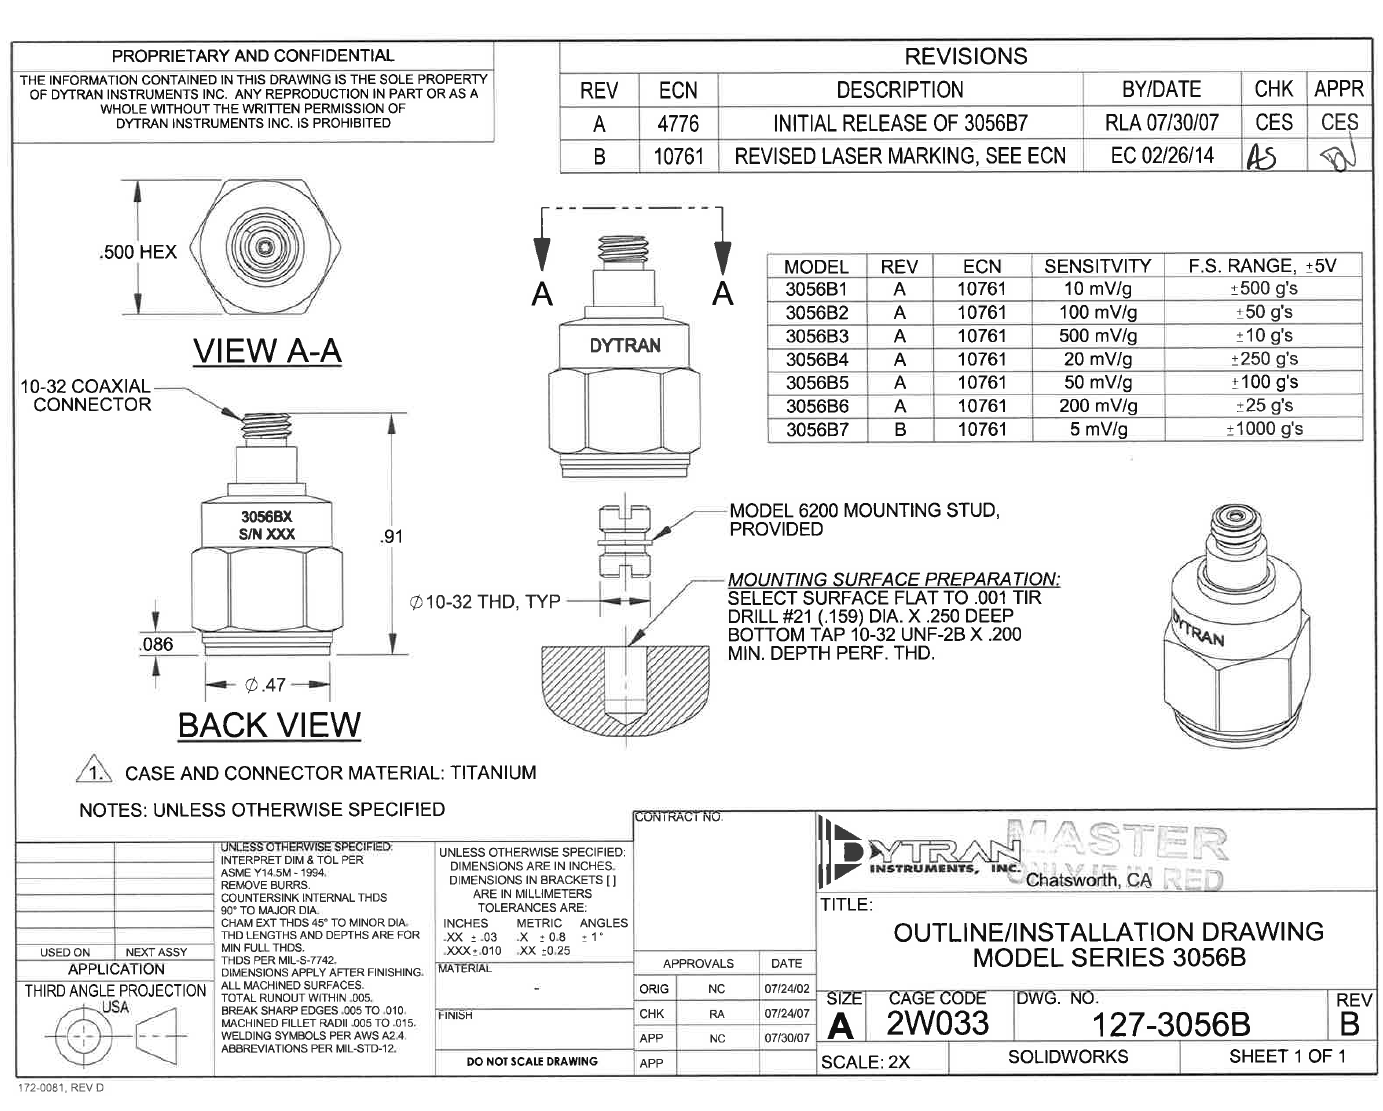 PROPRIETARY AND CONFIDENTIAL
THE INFORMATION CONTAINED IN THIS DRAWING IS THE SOLE PROPERTY
OF DYTRAN INSTRUMENTS INC. ANY REPRODUCTION IN PART OR AS A
WHOLE WITHOUT THE WRITTEN PERMISSION OF
DYTRAN INSTRUMENTS INC. IS PROHIBITED
REVISIONS
REV ECN DESCRIPTION BY/DATE CHK APPR
A 4776 INITIAL RELEASE OF 3056B7 RLA 07/30/07 CES CES
B 10761 REVISED LASER MARKING, SEE ECN EC 02/26/14 AS
.500 HEX
VIEW A-A
A A
DYTRAN
MODEL REV ECN SENSITVITY F.S. RANGE, ±5V
3056B1 A 10761 10 mV/g ±500 g's
3056B2 A 10761 100 mV/g ±50 g's
3056B3 A 10761 500 mV/g ±10 g's
3056B4 A 10761 20 mV/g ±250 g's
3056B5 A 10761 50 mV/g ±100 g's
3056B6 A 10761 200 mV/g ±25 g's
3056B7 B 10761 5 mV/g ±1000 g's
10-32 COAXIAL
CONNECTOR
3056BX
S/N XXX
.91
.086
⌀.47
BACK VIEW
MODEL 6200 MOUNTING STUD,
PROVIDED
⌀10-32 THD, TYP
MOUNTING SURFACE PREPARATION:
SELECT SURFACE FLAT TO .001 TIR
DRILL #21 (.159) DIA. X .250 DEEP
BOTTOM TAP 10-32 UNF-2B X .200
MIN. DEPTH PERF. THD.
DYTRAN
1. CASE AND CONNECTOR MATERIAL: TITANIUM
NOTES: UNLESS OTHERWISE SPECIFIED
USED ON NEXT ASSY
APPLICATION
THIRD ANGLE PROJECTION
USA
UNLESS OTHERWISE SPECIFIED:
INTERPRET DIM & TOL PER
ASME Y14.5M - 1994.
REMOVE BURRS.
COUNTERSINK INTERNAL THDS
90° TO MAJOR DIA.
CHAM EXT THDS 45° TO MINOR DIA.
THD LENGTHS AND DEPTHS ARE FOR
MIN FULL THDS.
THDS PER MIL-S-7742.
DIMENSIONS APPLY AFTER FINISHING.
ALL MACHINED SURFACES.
TOTAL RUNOUT WITHIN .005.
BREAK SHARP EDGES .005 TO .010.
MACHINED FILLET RADII .005 TO .015.
WELDING SYMBOLS PER AWS A2.4.
ABBREVIATIONS PER MIL-STD-12.
UNLESS OTHERWISE SPECIFIED:
DIMENSIONS ARE IN INCHES.
DIMENSIONS IN BRACKETS [ ]
ARE IN MILLIMETERS
TOLERANCES ARE:
INCHES METRIC ANGLES
.XX ± .03 .X ± 0.8 ± 1°
.XXX±.010 .XX ±0.25
MATERIAL
-
FINISH
DO NOT SCALE DRAWING
CONTRACT NO.
APPROVALS DATE
ORIG NC 07/24/02
CHK RA 07/24/07
APP NC 07/30/07
APP
DYTRAN
INSTRUMENTS, INC.
Chatsworth, CA
MASTER
ONLY IF IN RED
TITLE:
OUTLINE/INSTALLATION DRAWING
MODEL SERIES 3056B
SIZE CAGE CODE DWG. NO. REV
A 2W033 127-3056B B
SCALE: 2X SOLIDWORKS SHEET 1 OF 1
172-0081, REV D